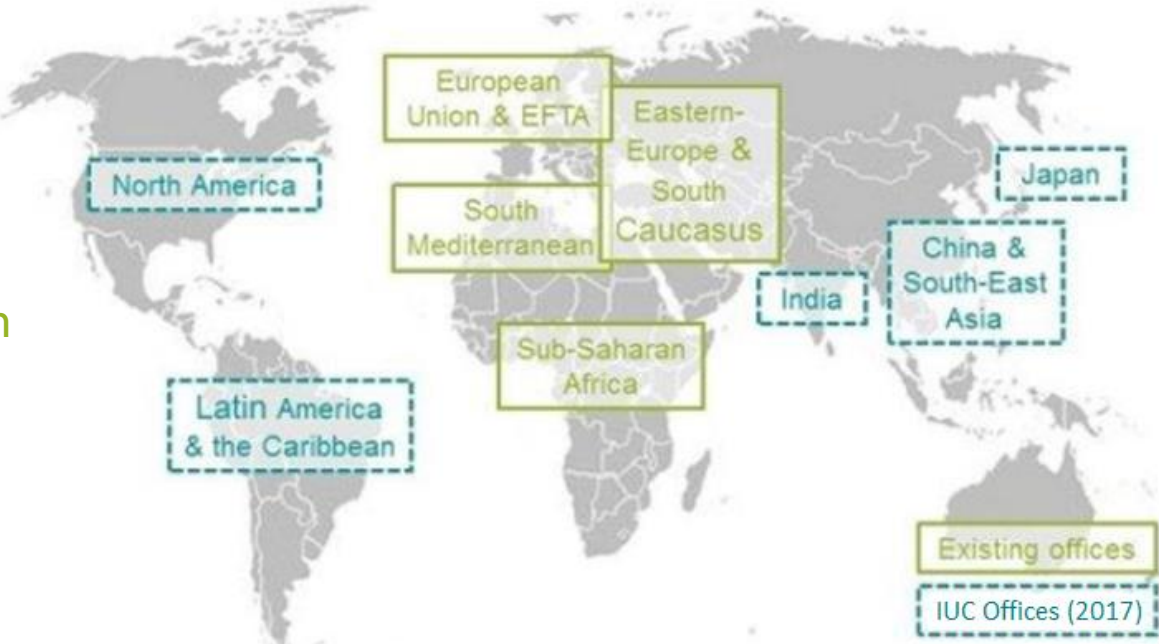 European
Union & EFTA
Eastern-
Europe &
South
Caucasus
North America
Japan
South
Mediterranean
China &
South-East
Asia
India
n
Sub-Saharan
Africa
Latin America
& the Caribbean
Existing offices
IUC Offices (2017)